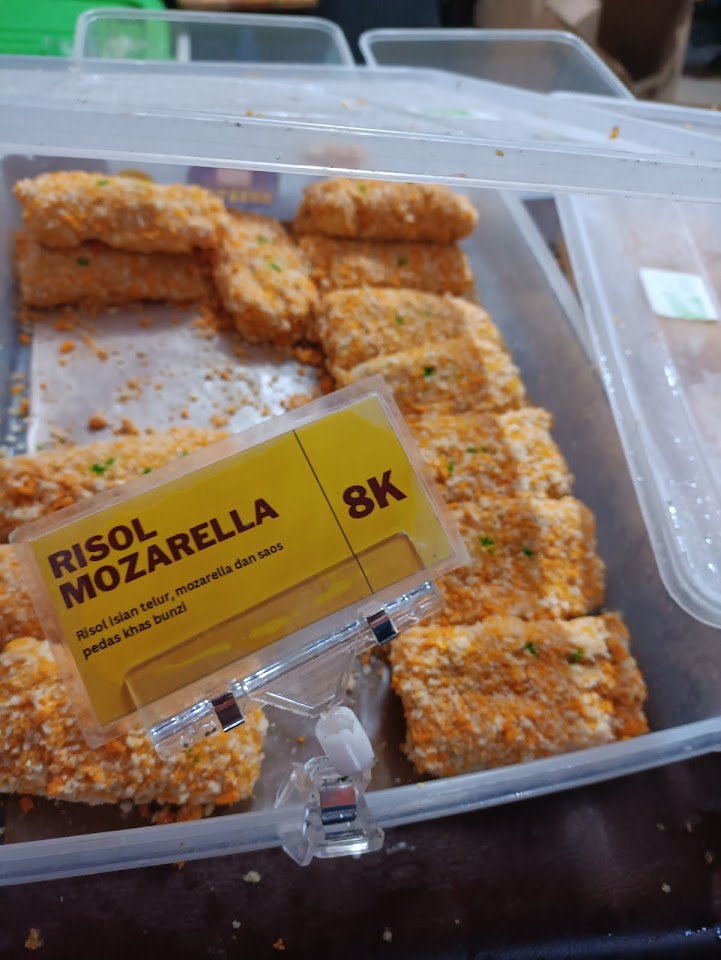 RISOL
MOZARELLA
8K
Risol Isian telur, mozarella dan saos
pedas khas bunzi